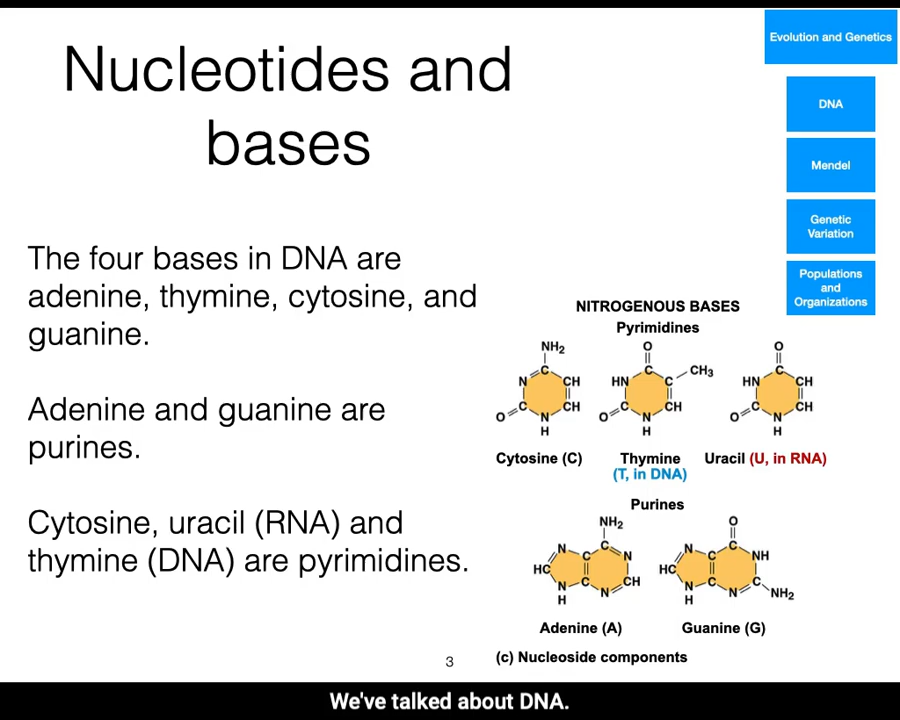 Nucleotides and
bases
Evolution and Genetics
DNA
Mendel
Genetic
Variation
Populations
and
Organizations
The four bases in DNA are
adenine, thymine, cytosine, and
guanine.
Adenine and guanine are
purines.
Cytosine, uracil (RNA) and
thymine (DNA) are pyrimidines.
NITROGENOUS BASES
Pyrimidines
NH2
C
N
CH
C
CH
O
N
H
Cytosine (C)
O
C
CH3
HN
C
C
CH
O
N
H
Thymine
(T, in DNA)
O
C
HN
CH
C
CH
O
N
H
Uracil (U, in RNA)
Purines
NH2
N
C
C
N
HC
C
CH
N
N
H
Adenine (A)
O
C
N
C
NH
HC
C
C
N
N
NH2
H
Guanine (G)
(c) Nucleoside components
3
We've talked about DNA.